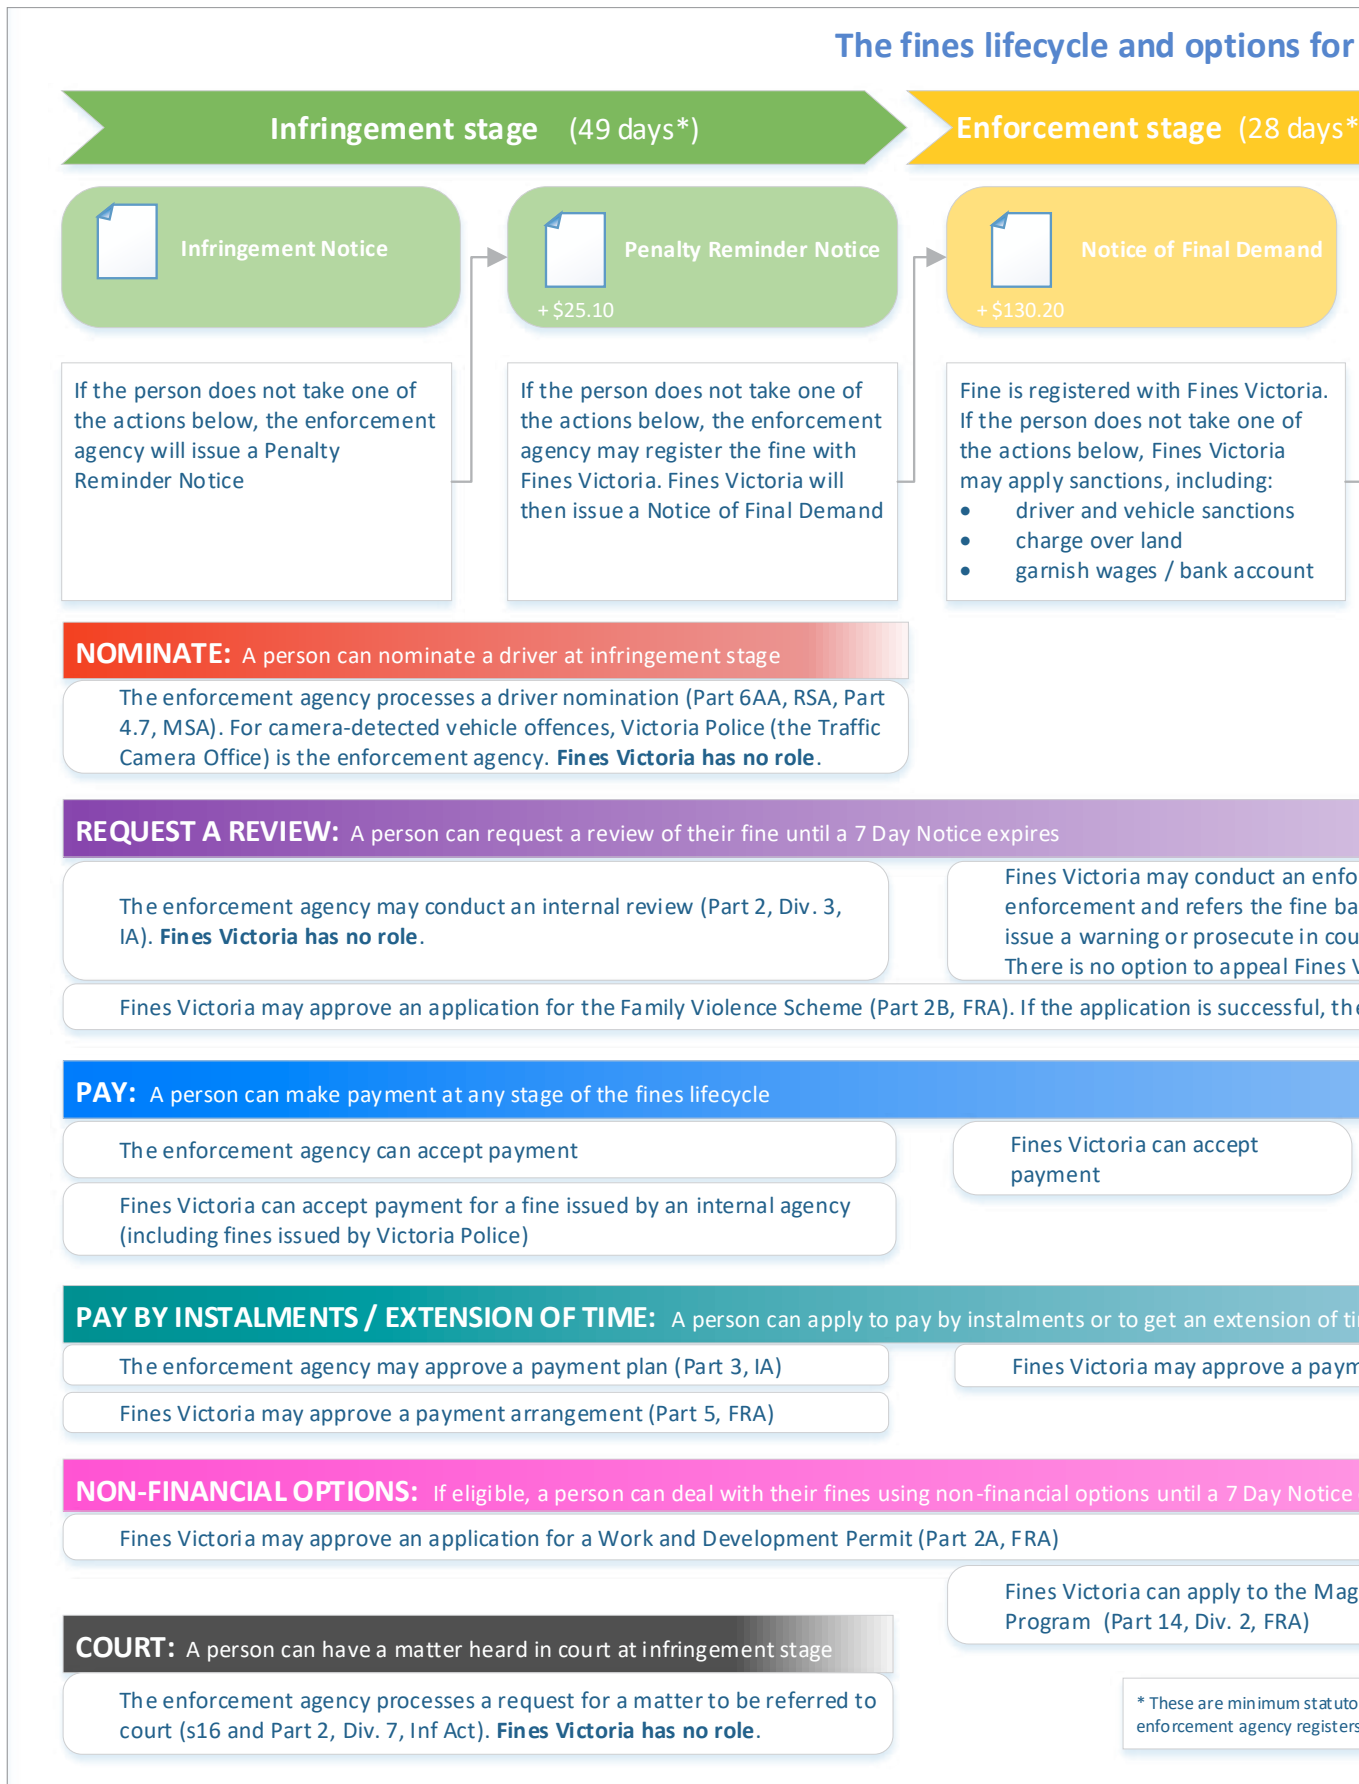 The fines lifecycle and options for
Infringement stage (49 days*)
Enforcement stage (28 days*
Infringement Notice
Penalty Reminder Notice
+ $25.10
Notice of Final Demand
+ $130.20
If the person does not take one of
the actions below, the enforcement
agency will issue a Penalty
Reminder Notice
If the person does not take one of
the actions below, the enforcement
agency may register the fine with
Fines Victoria. Fines Victoria will
then issue a Notice of Final Demand
Fine is registered with Fines Victoria.
If the person does not take one of
the actions below, Fines Victoria
may apply sanctions, including:
• driver and vehicle sanctions
• charge over land
• garnish wages / bank account
NOMINATE: A person can nominate a driver at infringement stage
The enforcement agency processes a driver nomination (Part 6AA, RSA, Part
4.7, MSA). For camera-detected vehicle offences, Victoria Police (the Traffic
Camera Office) is the enforcement agency. Fines Victoria has no role.
REQUEST A REVIEW: A person can request a review of their fine until a 7 Day Notice expires
The enforcement agency may conduct an internal review (Part 2, Div. 3,
IA). Fines Victoria has no role.
Fines Victoria may conduct an enfo
enforcement and refers the fine ba
issue a warning or prosecute in cou
There is no option to appeal Fines V
Fines Victoria may approve an application for the Family Violence Scheme (Part 2B, FRA). If the application is successful, the
PAY: A person can make payment at any stage of the fines lifecycle
The enforcement agency can accept payment
Fines Victoria can accept payment for a fine issued by an internal agency
(including fines issued by Victoria Police)
Fines Victoria can accept
payment
PAY BY INSTALMENTS / EXTENSION OF TIME: A person can apply to pay by instalments or to get an extension of ti
The enforcement agency may approve a payment plan (Part 3, IA)
Fines Victoria may approve a payment arrangement (Part 5, FRA)
Fines Victoria may approve a paym
NON-FINANCIAL OPTIONS: If eligible, a person can deal with their fines using non-financial options until a 7 Day Notice
Fines Victoria may approve an application for a Work and Development Permit (Part 2A, FRA)
Fines Victoria can apply to the Mag
Program (Part 14, Div. 2, FRA)
COURT: A person can have a matter heard in court at infringement stage
The enforcement agency processes a request for a matter to be referred to
court (s16 and Part 2, Div. 7, Inf Act). Fines Victoria has no role.
* These are minimum statuto
enforcement agency registers